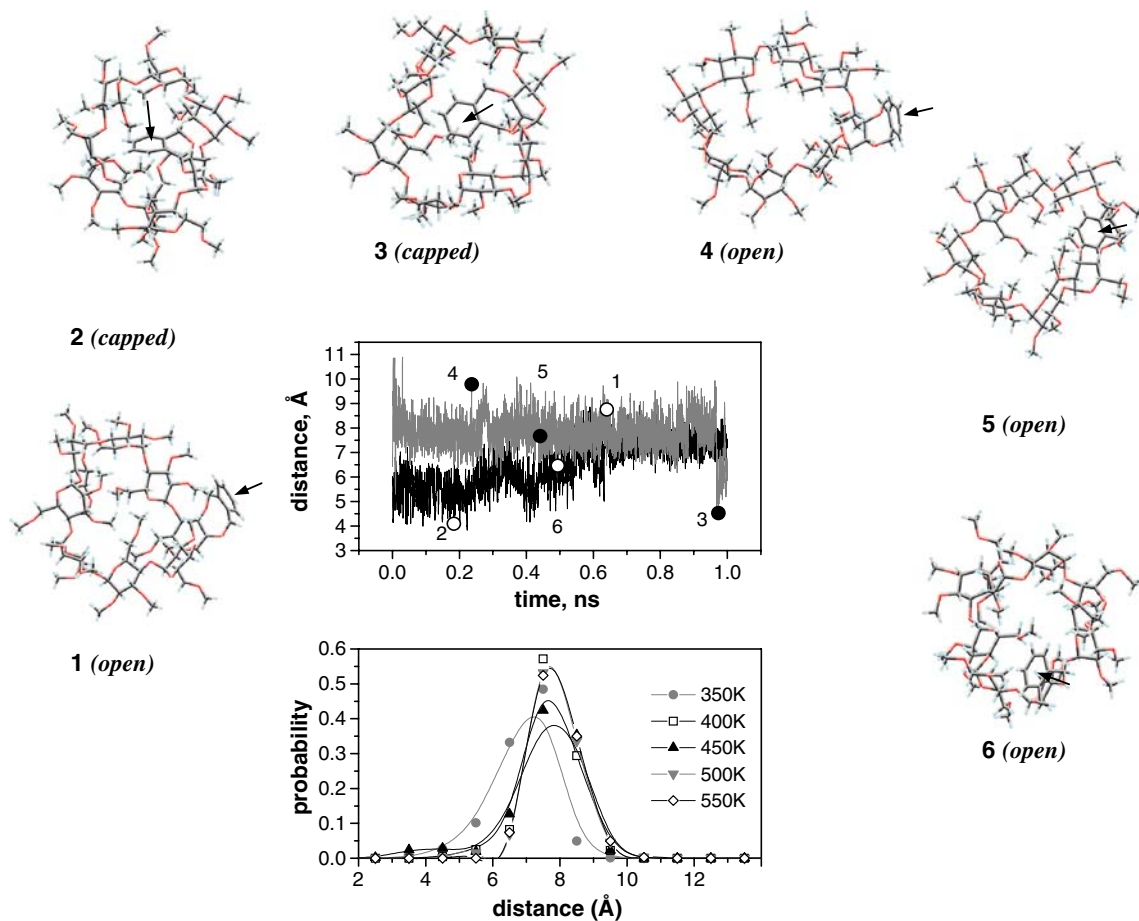 3 (capped)
4 (open)
2 (capped)
5 (open)
1 (open)
6 (open)
distance, Å
11
10
9
8
7
6
5
4
3
4
5
1
2
6
3
0.0 0.2 0.4 0.6 0.8 1.0
time, ns
probability
0.6
0.5
0.4
0.3
0.2
0.1
0.0
350K
400K
450K
500K
550K
2 4 6 8 10 12 14
distance (Å)